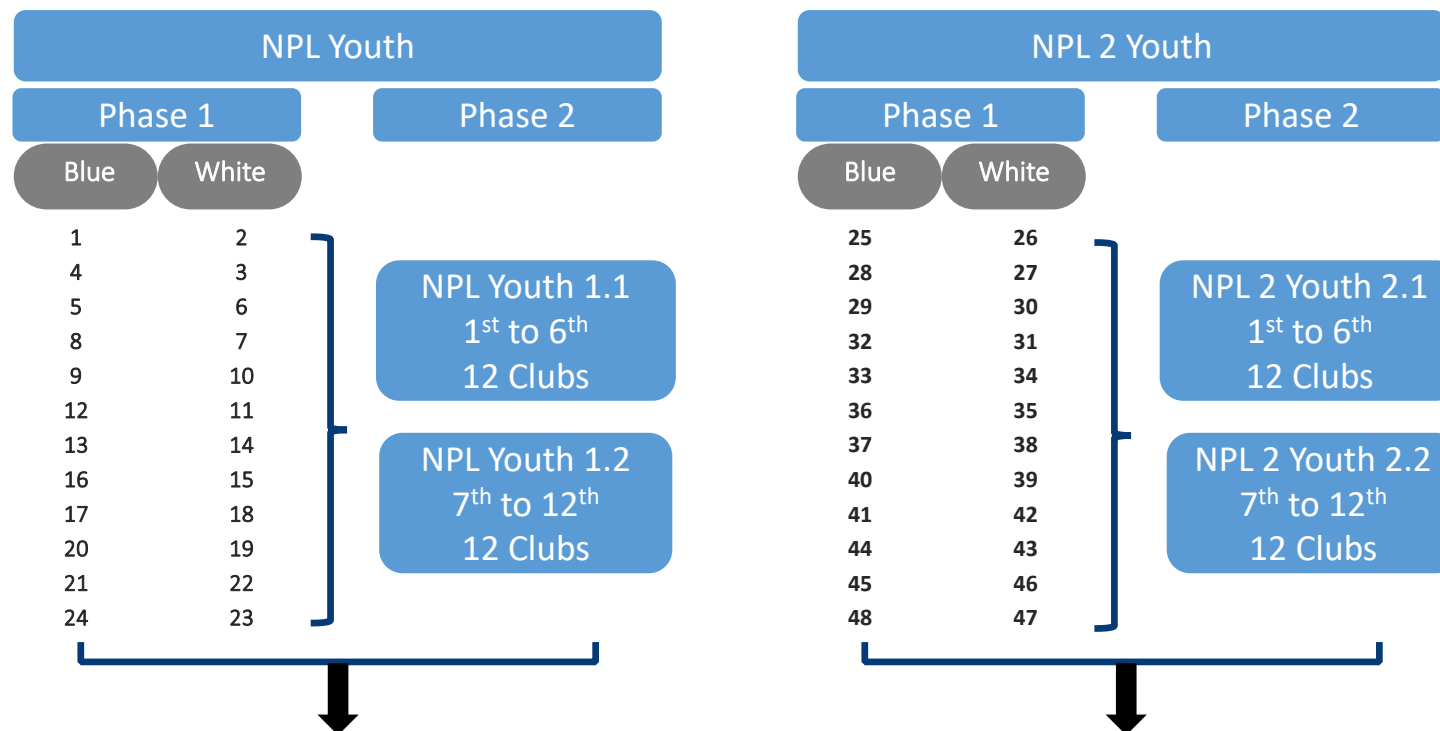 NPL Youth
Phase 1 Phase 2
Blue White
1 2
4 3
5 6
8 7
9 10
12 11
13 14
16 15
17 18
20 19
21 22
24 23
NPL Youth 1.1
1st to 6th
12 Clubs
NPL Youth 1.2
7th to 12th
12 Clubs
NPL 2 Youth
Phase 1 Phase 2
Blue White
25 26
28 27
29 30
32 31
33 34
36 35
37 38
40 39
41 42
44 43
45 46
48 47
NPL 2 Youth 2.1
1st to 6th
12 Clubs
NPL 2 Youth 2.2
7th to 12th
12 Clubs